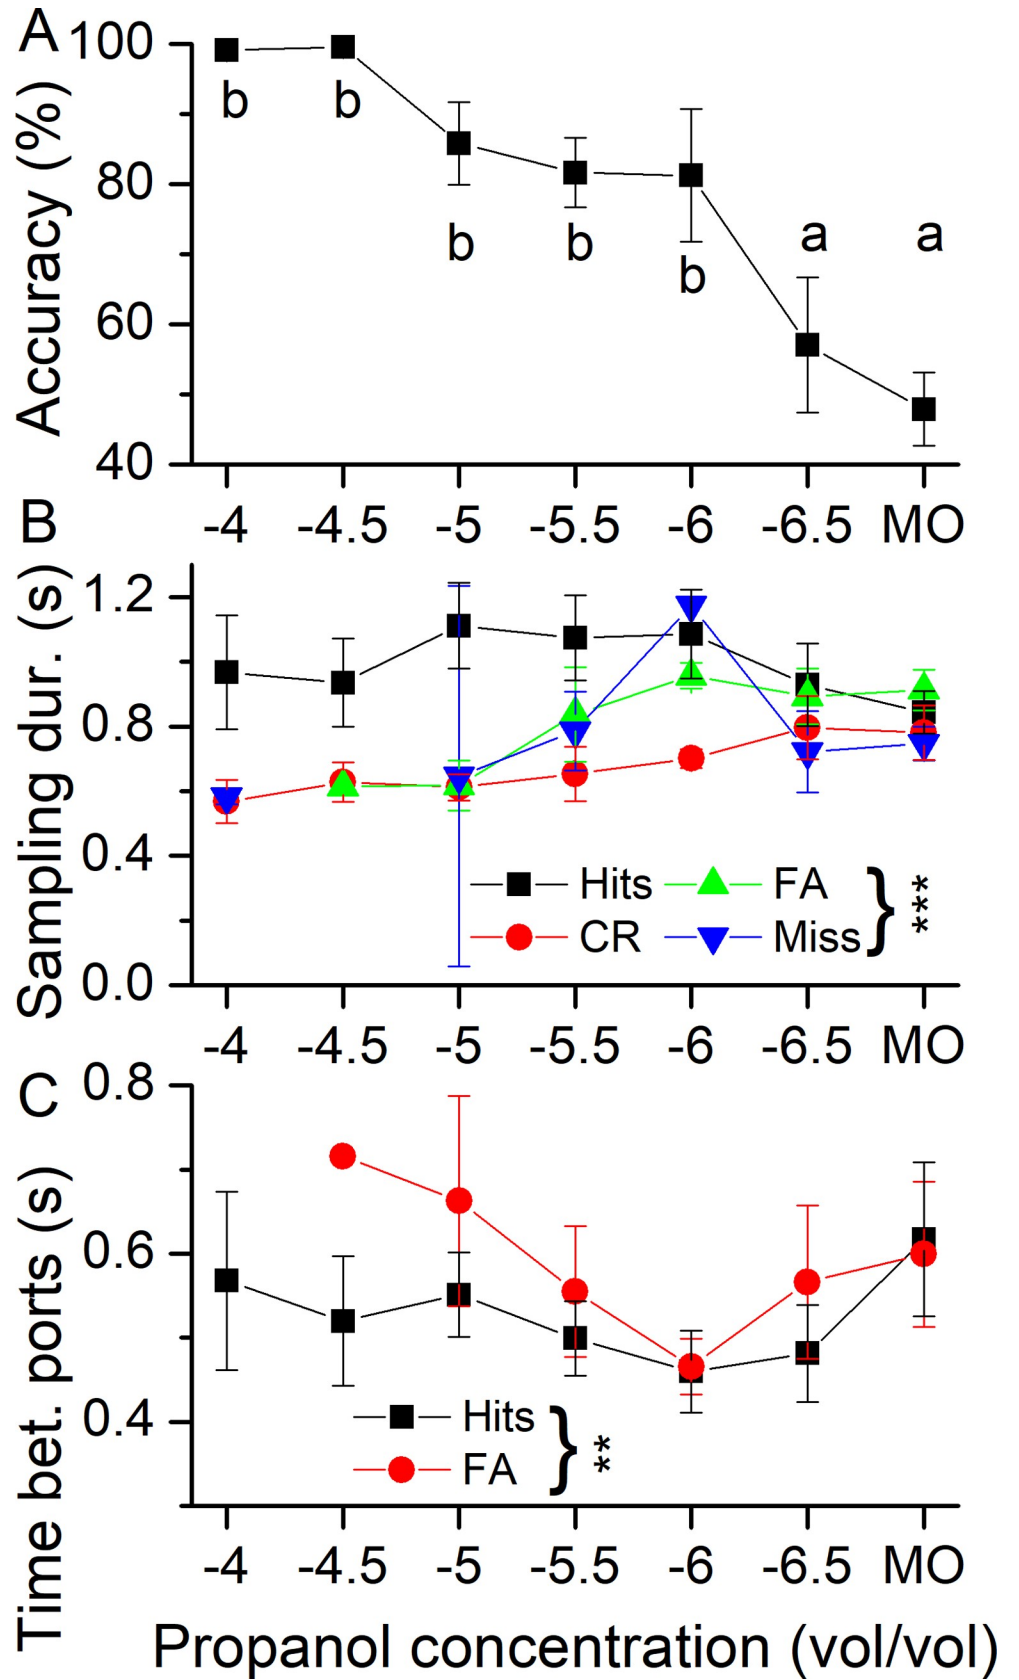 A
Accuracy (%)
100
80
60
40
b b b b b a a
-4 -4.5 -5 -5.5 -6 -6.5 MO
B
Sampling dur. (s)
1.2
0.8
0.4
0.0
Hits FA
CR Miss
} ***
-4 -4.5 -5 -5.5 -6 -6.5 MO
C
Time bet. ports (s)
0.8
0.6
0.4
Hits
FA
} **
-4 -4.5 -5 -5.5 -6 -6.5 MO
Propanol concentration (vol/vol)